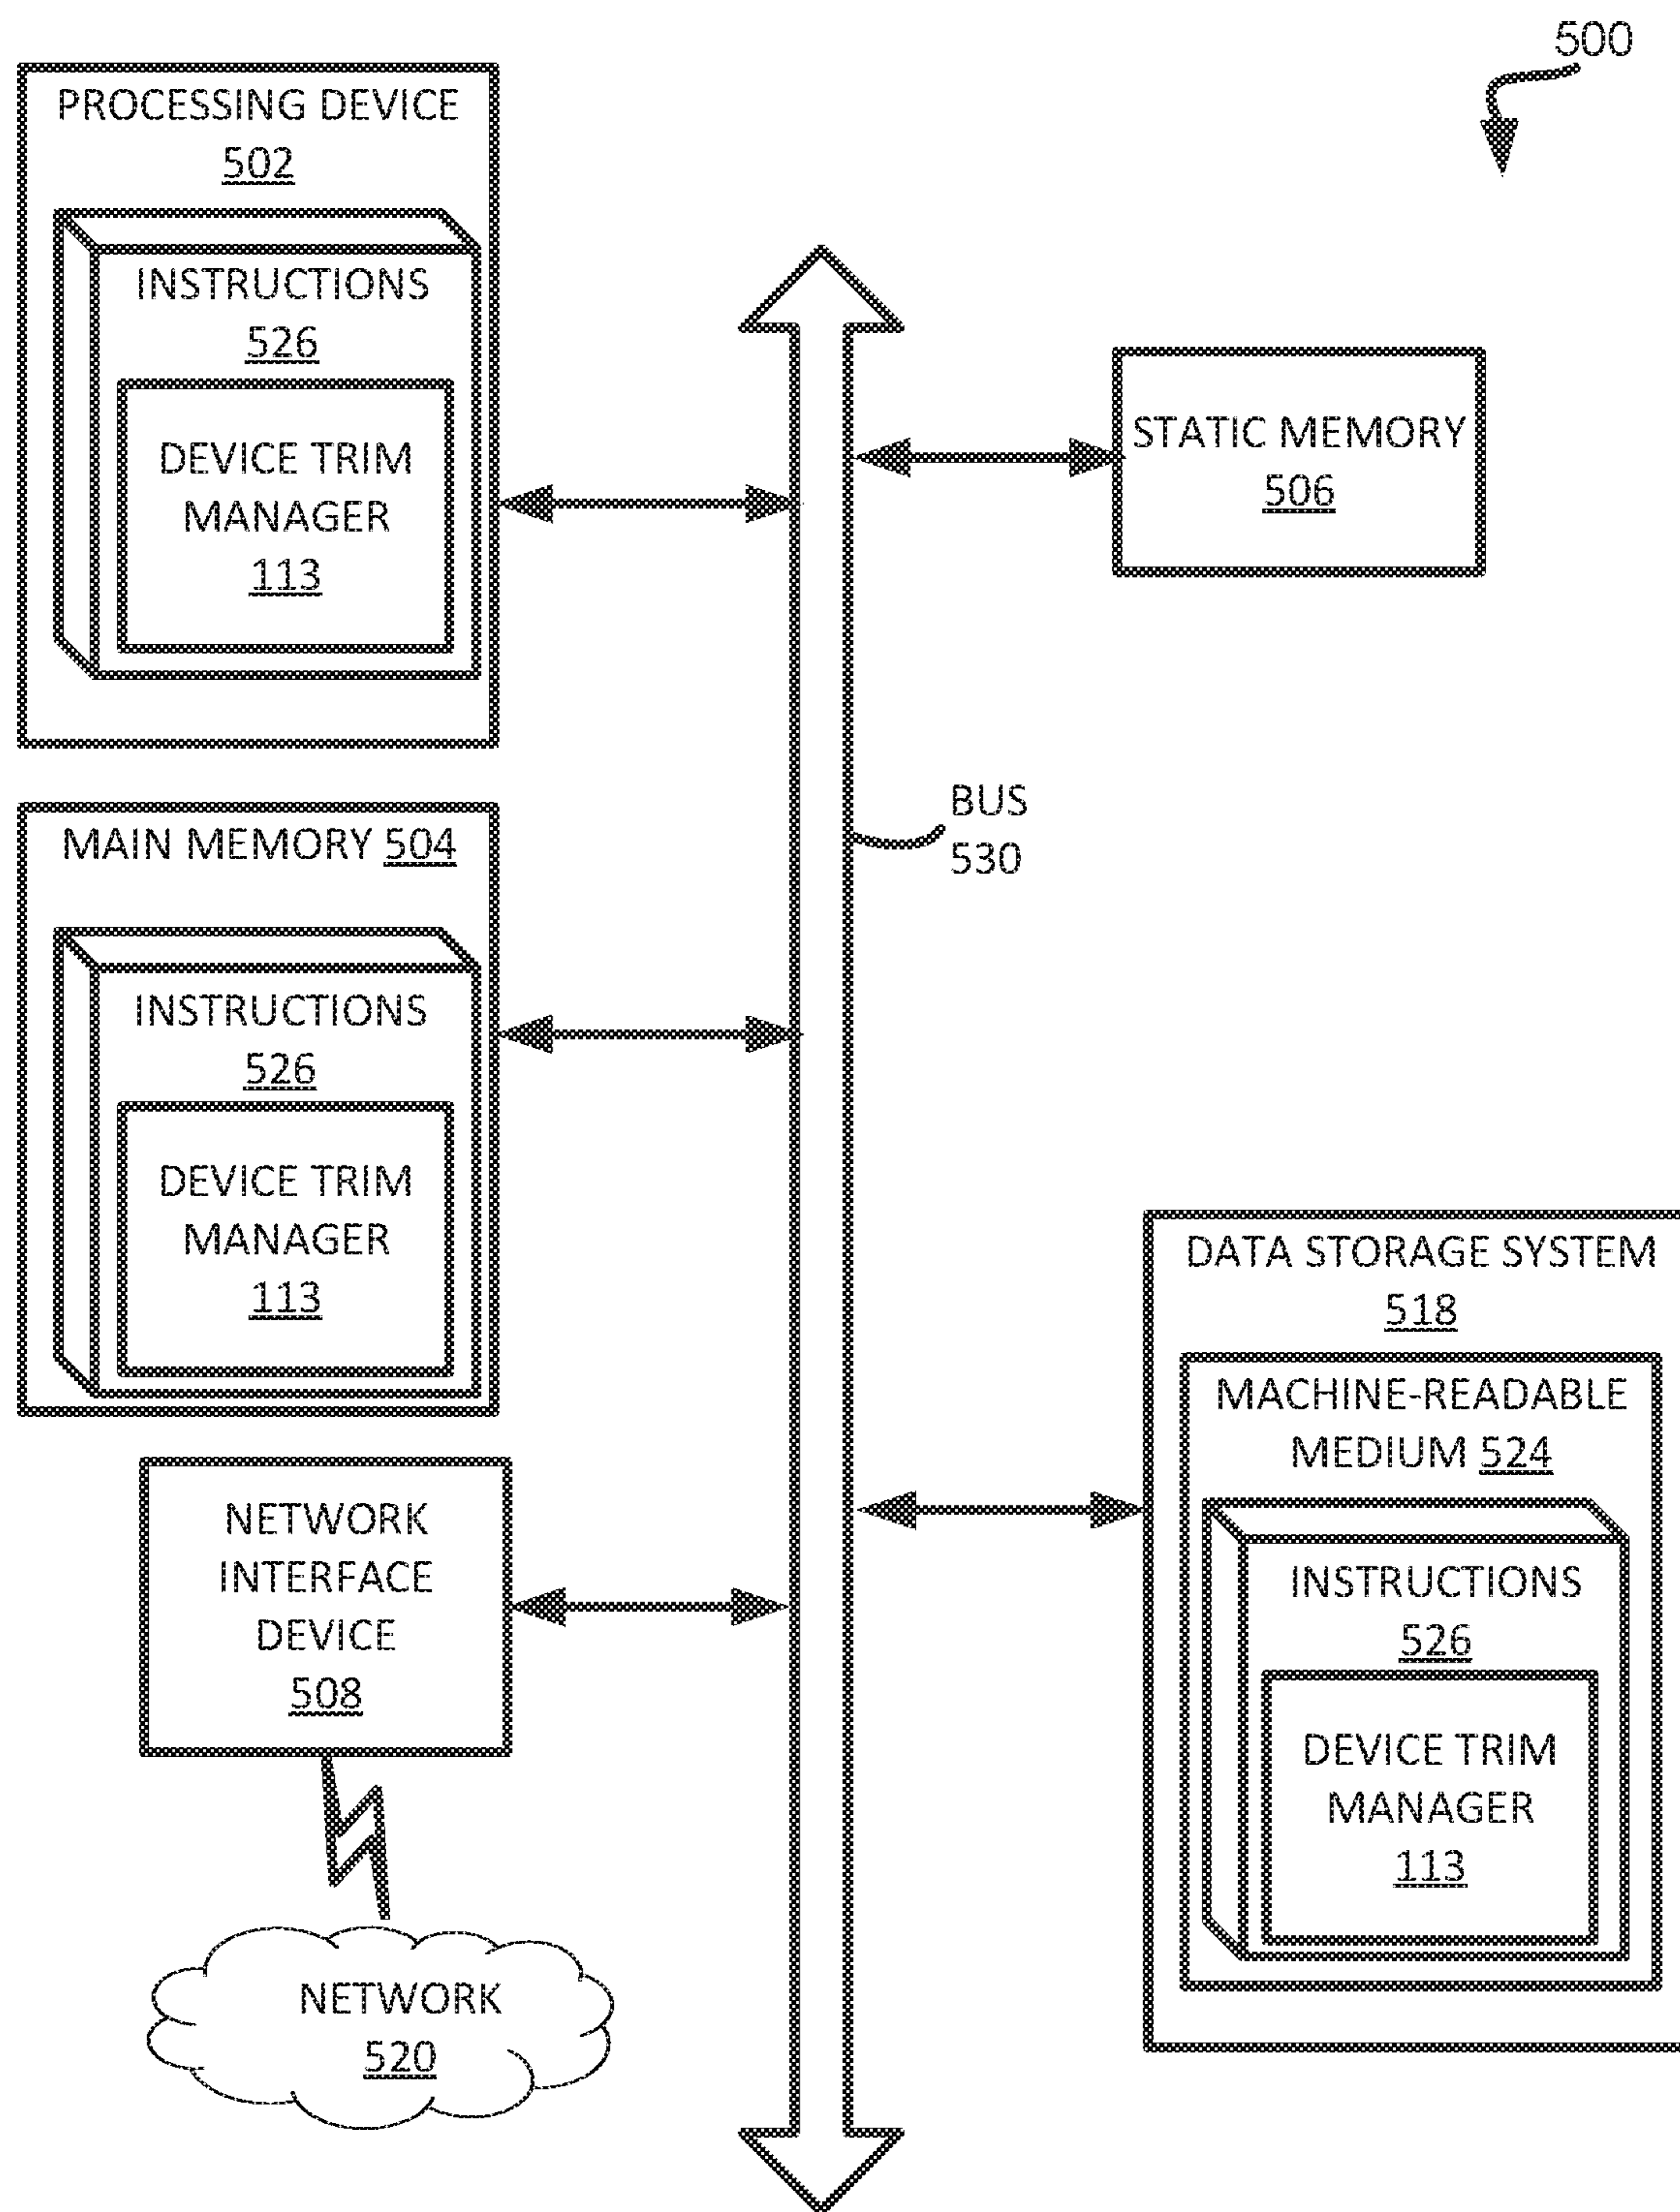 500
PROCESSING DEVICE
502
INSTRUCTIONS
526
DEVICE TRIM
MANAGER
113
STATIC MEMORY
506
BUS
530
MAIN MEMORY 504
INSTRUCTIONS
526
DEVICE TRIM
MANAGER
113
DATA STORAGE SYSTEM
518
MACHINE-READABLE
MEDIUM 524
INSTRUCTIONS
526
DEVICE TRIM
MANAGER
113
NETWORK
INTERFACE
DEVICE
508
NETWORK
520